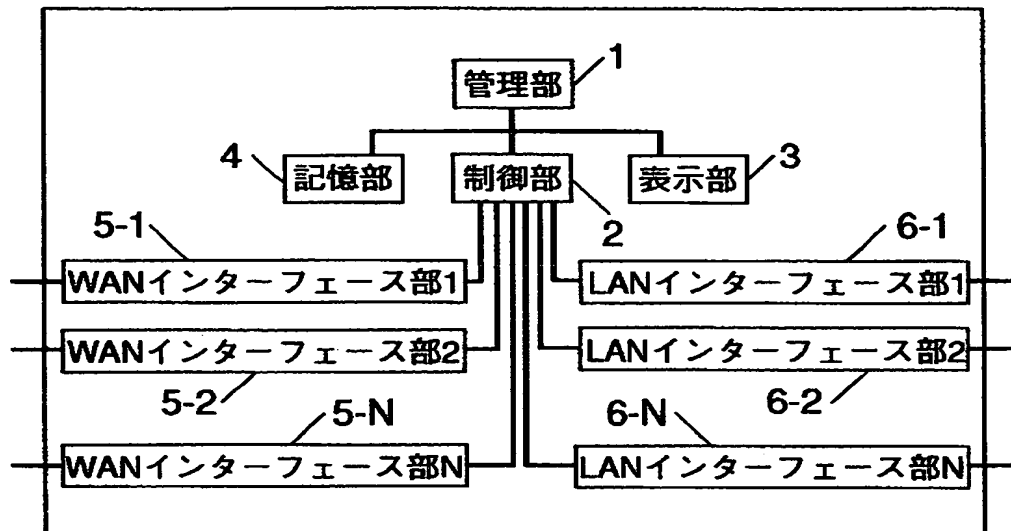 1
管理部
4
記憶部
制御部
表示部
3
2
5-1
6-1
WANインターフェース部1
LANインターフェース部1
WANインターフェース部2
LANインターフェース部2
5-2
6-2
5-N
6-N
WANインターフェース部N
LANインターフェース部N